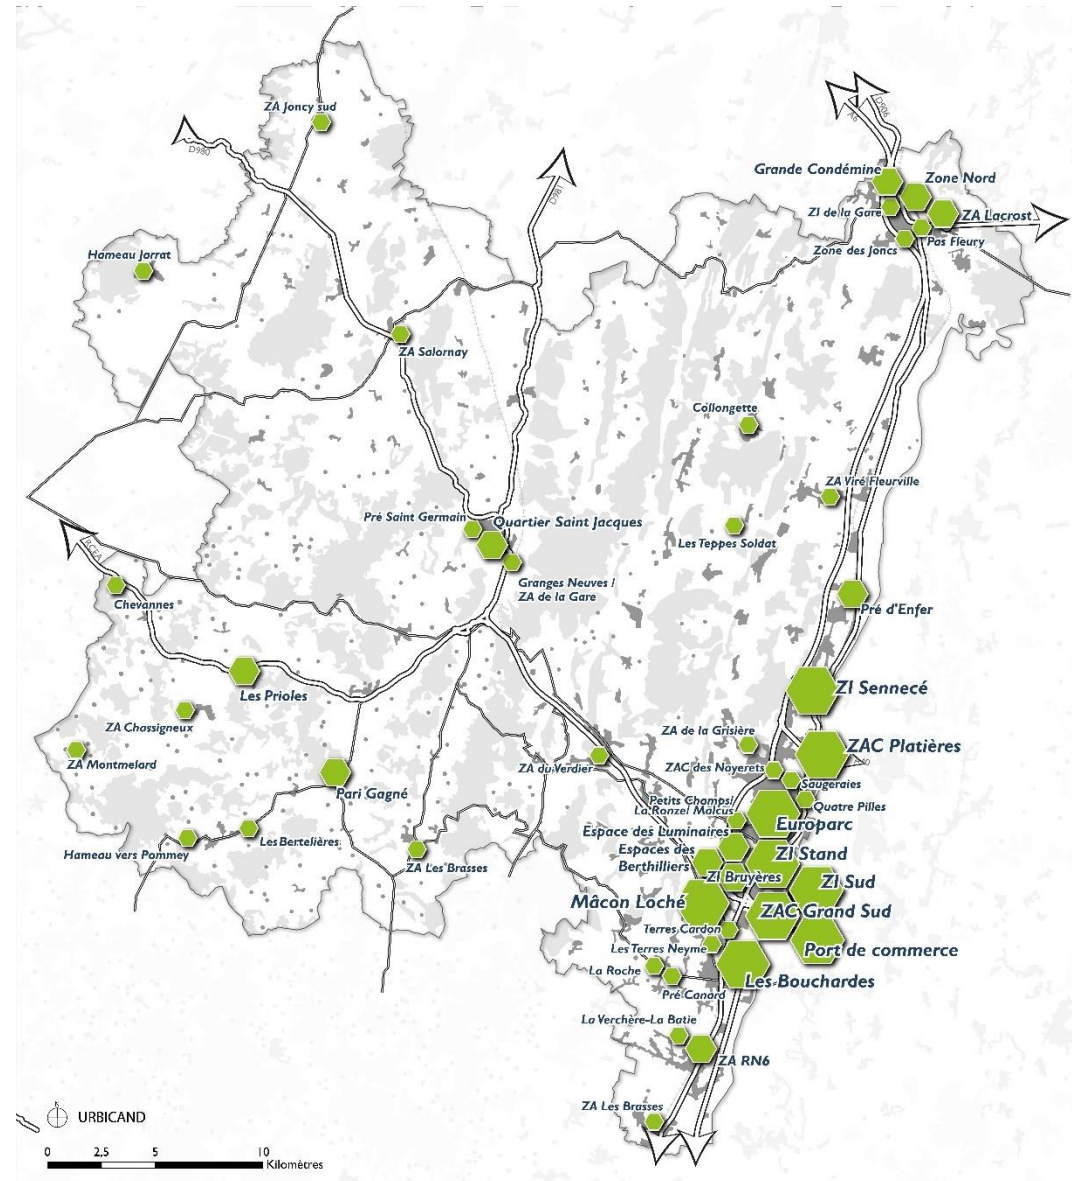 ZA Joncy sud
D980
D981
D906
A6
Grande Condémine
Zone Nord
ZI de la Gare
ZA Lacrost
Zone des Joncs
Pas Fleury
Hameau Jarrat
ZA Salornay
Collongette
ZA Viré Fleurville
Pré Saint Germain
Quartier Saint Jacques
Les Teppes Soldat
Granges Neuves /
ZA de la Gare
RCEA
Chevannes
Pré d'Enfer
Les Prioles
ZI Sennecé
ZA Chassigneux
ZA de la Grisière
ZAC Platières
ZA Montmelard
ZA du Verdier
ZAC des Noyerets
Saugeraies
Pari Gagné
Petits Champs/
La Ronze/ Malcus
Quatre Pilles
Europarc
Espace des Luminaires
Les Bertelières
Hameau vers Pommey
ZA Les Brasses
Espaces des
Berthilliers
ZI Stand
ZI Bruyères
ZI Sud
Mâcon Loché
ZAC Grand Sud
Terres Cardon
Les Terres Neyme
Port de commerce
La Roche
Pré Canard
Les Bouchardes
La Verchère-La Batie
ZA RN6
ZA Les Brasses
N
URBICAND
0 2,5 5 10
Kilomètres